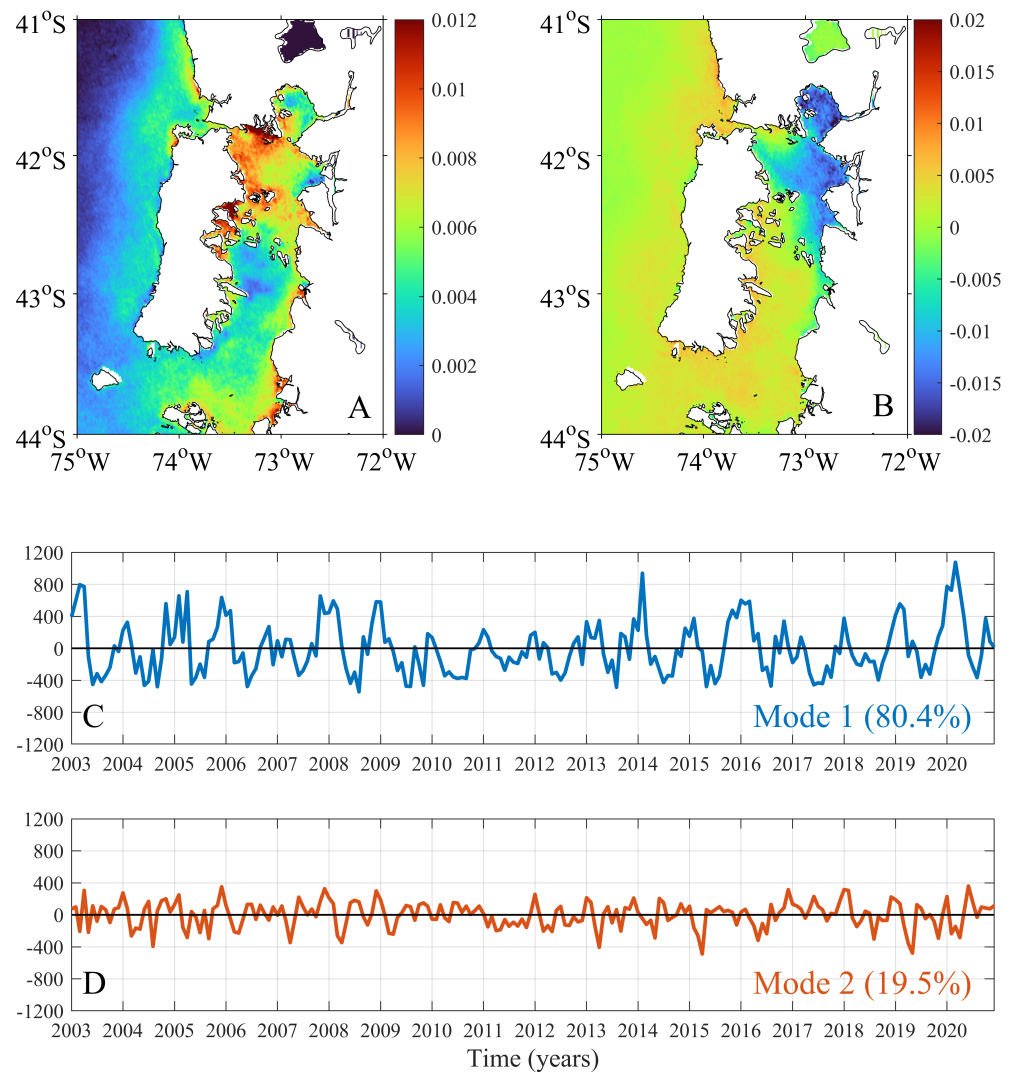 41°S
42°S
43°S
44°S
75°W 74°W 73°W 72°W
A
0.012
0.01
0.008
0.006
0.004
0.002
0
41°S
42°S
43°S
44°S
75°W 74°W 73°W 72°W
B
0.02
0.015
0.01
0.005
0
-0.005
-0.01
-0.015
-0.02
1200
800
400
0
-400
-800
-1200
C
Mode 1 (80.4%)
2003 2004 2005 2006 2007 2008 2009 2010 2011 2012 2013 2014 2015 2016 2017 2018 2019 2020
1200
800
400
0
-400
-800
-1200
D
Mode 2 (19.5%)
2003 2004 2005 2006 2007 2008 2009 2010 2011 2012 2013 2014 2015 2016 2017 2018 2019 2020
Time (years)